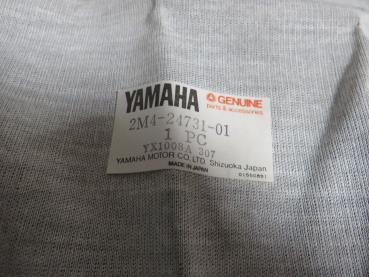 YAMAHA GENUINE
parts & accessories
2M4-24731-01
1 PC
YX1008A 307
YAMAHA MOTOR CO.,LTD. Shizuoka Japan
MADE IN JAPAN